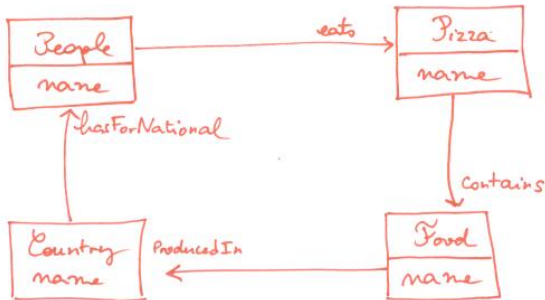 People
name
eats
Pizza
name
hasForNational
contains
Country
name
ProducedIn
Food
name